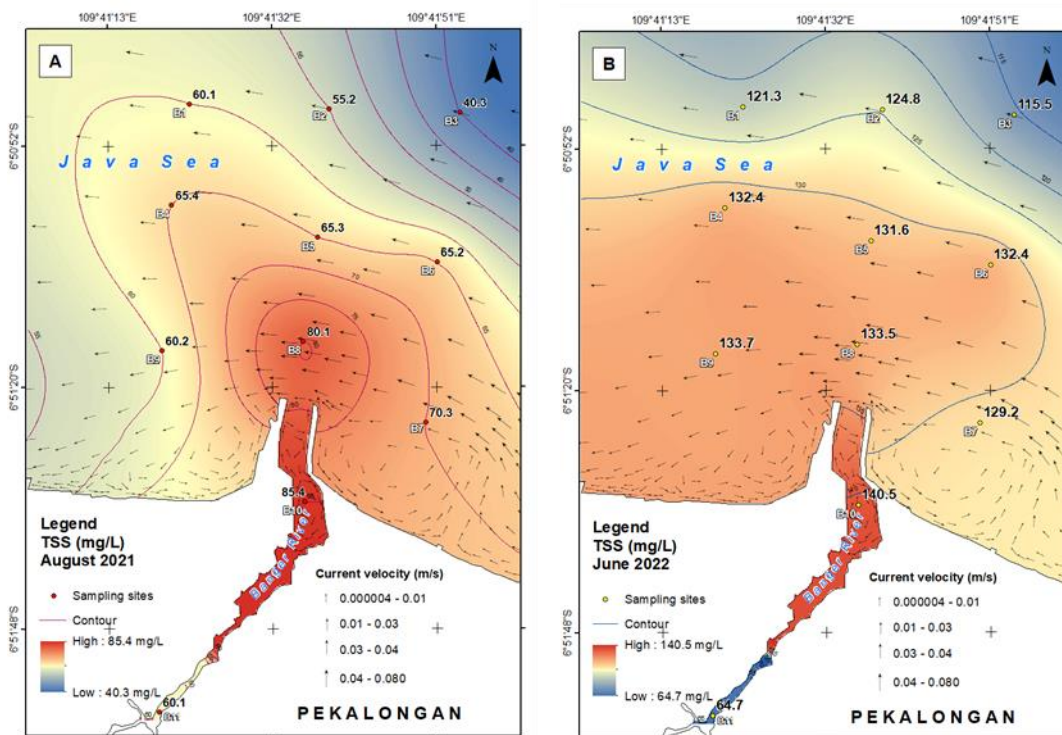 109°41'13"E 109°41'32"E 109°41'51"E
A
N
60.1
B1
55.2
B2
40.3
B3
6°50'52"S
Java Sea
65.4
B4
65.3
B5
65.2
B6
80.1
B8
60.2
B9
6°51'20"S
70.3
B7
85.4
B10
Banger River
6°51'48"S
60.1
B11
55
60
65
70
75
Legend
TSS (mg/L)
August 2021
Sampling sites
Contour
High : 85.4 mg/L
Low : 40.3 mg/L
Current velocity (m/s)
0.000004 - 0.01
0.01 - 0.03
0.03 - 0.04
0.04 - 0.080
PEKALONGAN
109°41'13"E 109°41'32"E 109°41'51"E
B
N
121.3
B1
124.8
B2
115.5
B3
6°50'52"S
Java Sea
132.4
B4
131.6
B5
132.4
B6
133.5
B8
133.7
B9
6°51'20"S
129.2
B7
140.5
B10
Banger River
6°51'48"S
64.7
B11
115
120
125
130
Legend
TSS (mg/L)
June 2022
Sampling sites
Contour
High : 140.5 mg/L
Low : 64.7 mg/L
Current velocity (m/s)
0.000004 - 0.01
0.01 - 0.03
0.03 - 0.04
0.04 - 0.080
PEKALONGAN